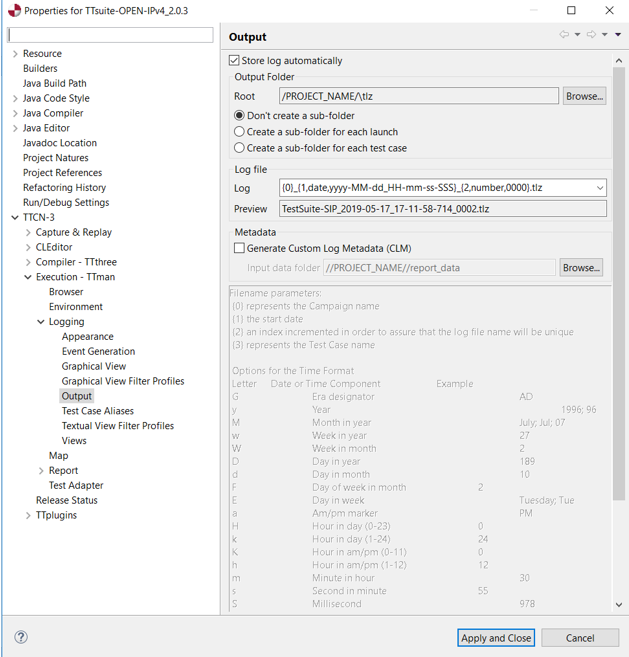 Properties for TTsuite-OPEN-IPv4_2.0.3
Resource
Builders
Java Build Path
Java Code Style
Java Compiler
Java Editor
Javadoc Location
Project Natures
Project References
Refactoring History
Run/Debug Settings
TTCN-3
Capture & Replay
CLEditor
Compiler - TTthree
Execution - TTman
Browser
Environment
Logging
Appearance
Event Generation
Graphical View
Graphical View Filter Profiles
Output
Test Case Aliases
Textual View Filter Profiles
Views
Map
Report
Test Adapter
Release Status
TTplugins
Output
Store log automatically
Output Folder
Root /PROJECT_NAME/\tlz Browse...
Don't create a sub-folder
Create a sub-folder for each launch
Create a sub-folder for each test case
Log file
Log {0}_{1,date,yyyy-MM-dd_HH-mm-ss-SSS}_{2,number,0000}.tlz
Preview TestSuite-SIP_2019-05-17_17-11-58-714_0002.tlz
Metadata
Generate Custom Log Metadata (CLM)
Input data folder //PROJECT_NAME//report_data Browse...
Filename parameters:
{0} represents the Campaign name
{1} the start date
{2} an index incremented in order to assure that the log file name will be unique
{3} represents the Test Case name
Options for the Time Format
Letter Date or Time Component Example
G Era designator AD
y Year 1996; 96
M Month in year July; Jul; 07
w Week in year 27
W Week in month 2
D Day in year 189
d Day in month 10
F Day of week in month 2
E Day in week Tuesday; Tue
a Am/pm marker PM
H Hour in day (0-23) 0
k Hour in day (1-24) 24
K Hour in am/pm (0-11) 0
h Hour in am/pm (1-12) 12
m Minute in hour 30
s Second in minute 55
S Millisecond 978
? Apply and Close Cancel